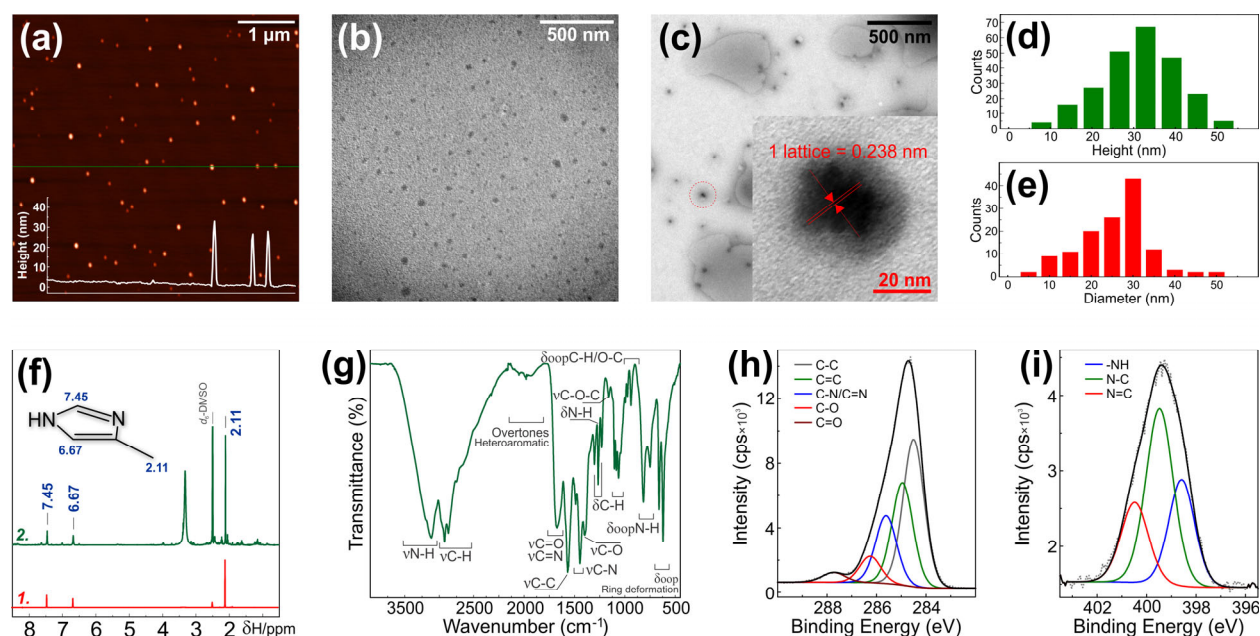 (a)
1 µm
Height (nm)
40
30
20
10
0
(b)
500 nm
(c)
500 nm
1 lattice = 0.238 nm
20 nm
(d)
Counts
70
60
50
40
30
20
10
0
0 10 20 30 40 50
Height (nm)
(e)
Counts
40
30
20
10
0
0 10 20 30 40 50
Diameter (nm)
(f)
7.45
HN
N
6.67
2.11
d6-DMSO
2.11
7.45
6.67
2.
1.
8 7 6 5 4 3 2 1 δH/ppm
(g)
Transmittance (%)
δoopC-H/O-C
νC-O-C
δN-H
Overtones
Heteroaromatic
δC-H
δoopN-H
νN-H
νC-H
νC=O
νC=N
νC-O
νC-C
νC-N
δoop
Ring deformation
3500 2500 2000 1500 1000 500
Wavenumber (cm⁻¹)
(h)
C-C
C=C
C-N/C=N
C-O
C=O
Intensity (cps×10³)
14
12
8
4
0
288 286 284
Binding Energy (eV)
(i)
-NH
N-C
N=C
Intensity (cps×10³)
4
3
2
402 400 398 396
Binding Energy (eV)